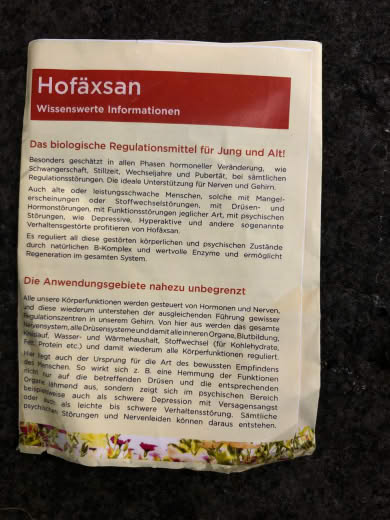 Hofäxsan
Wissenswerte Informationen
Das biologische Regulationsmittel für Jung und Alt!
Besonders geschätzt in allen Phasen hormoneller Veränderung, wie
Schwangerschaft, Stillzeit, Wechseljahre und Pubertät, bei sämtlichen
Regulationsstörungen. Die ideale Unterstützung für Nerven und Gehirn.
Auch alte oder leistungsschwache Menschen, solche mit Mangel-
erscheinungen oder Stoffwechselstörungen, mit Drüsen- und
Hormonstörungen, mit Funktionsstörungen jeglicher Art, mit psychischen
Störungen, wie Depressive, Hyperaktive und andere sogenannte
Verhaltensgestörte profitieren von Hofäxsan.
Es reguliert all diese gestörten körperlichen und psychischen Zustände
durch natürlichen B-Komplex und wertvolle Enzyme und ermöglicht
Regeneration im gesamten System.
Die Anwendungsgebiete nahezu unbegrenzt
Alle unsere Körperfunktionen werden gesteuert von Hormonen und Nerven,
und diese wiederum unterstehen der ausgleichenden Führung gewisser
Regulationszentren in unserem Gehirn. Von hier aus werden das gesamte
Nervensystem, alle Drüsensysteme und damit alle inneren Organe, Blutbildung,
Kreislauf, Wasser- und Wärmehaushalt, Stoffwechsel (für Kohlehydrate,
Fett, Protein etc.) und damit wiederum alle Körperfunktionen reguliert.
Hier liegt auch der Ursprung für die Art des bewussten Empfindens
des Menschen. So wirkt sich z. B. eine Hemmung der Funktionen
nicht nur auf die betreffenden Drüsen und die entsprechenden
Organe lähmend aus, sondern zeigt sich im psychischen Bereich
beispielsweise auch als schwere Depression mit Versagensangst
oder auch als leichte bis schwere Verhaltensstörung. Sämtliche
psychischen Störungen und Nervenleiden können daraus entstehen.